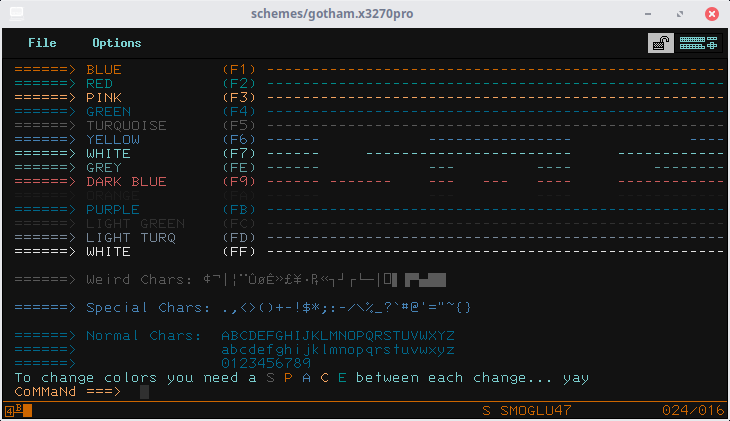 schemes/gotham.x3270pro
File Options
======> BLUE (F1) ---------------------------------------------------
======> RED (F2) ---------------------------------------------------
======> PINK (F3) ---------------------------------------------------
======> GREEN (F4) ---------------------------------------------------
======> TURQUOISE (F5) ---------------------------------------------------
======> YELLOW (F6) ------ --- --- ------ ---
======> WHITE (F7) ------ --- --- ------ ---
======> GREY (FE) --- --- --- --- ---
======> DARK BLUE (F9) ------ --- --- --- ------
======> PURPLE (FB) ---------------------------------------------------
======> LIGHT GREEN (FC)
======> LIGHT TURQ (FD) ---------------------------------------------------
======> WHITE (FF) ---------------------------------------------------
======> Weird Chars:
======> Special Chars: .,<>()+-!$*;:-/\%_?`#@'="~{}
======> Normal Chars: ABCDEFGHIJKLMNOPQRSTUVWXYZ
======> abcdefghijklmnopqrstuvwxyz
======> 0123456789
To change colors you need a S P A C E between each change... yay
CoMMaNd ===>
4B S SMOGLU47 024/016